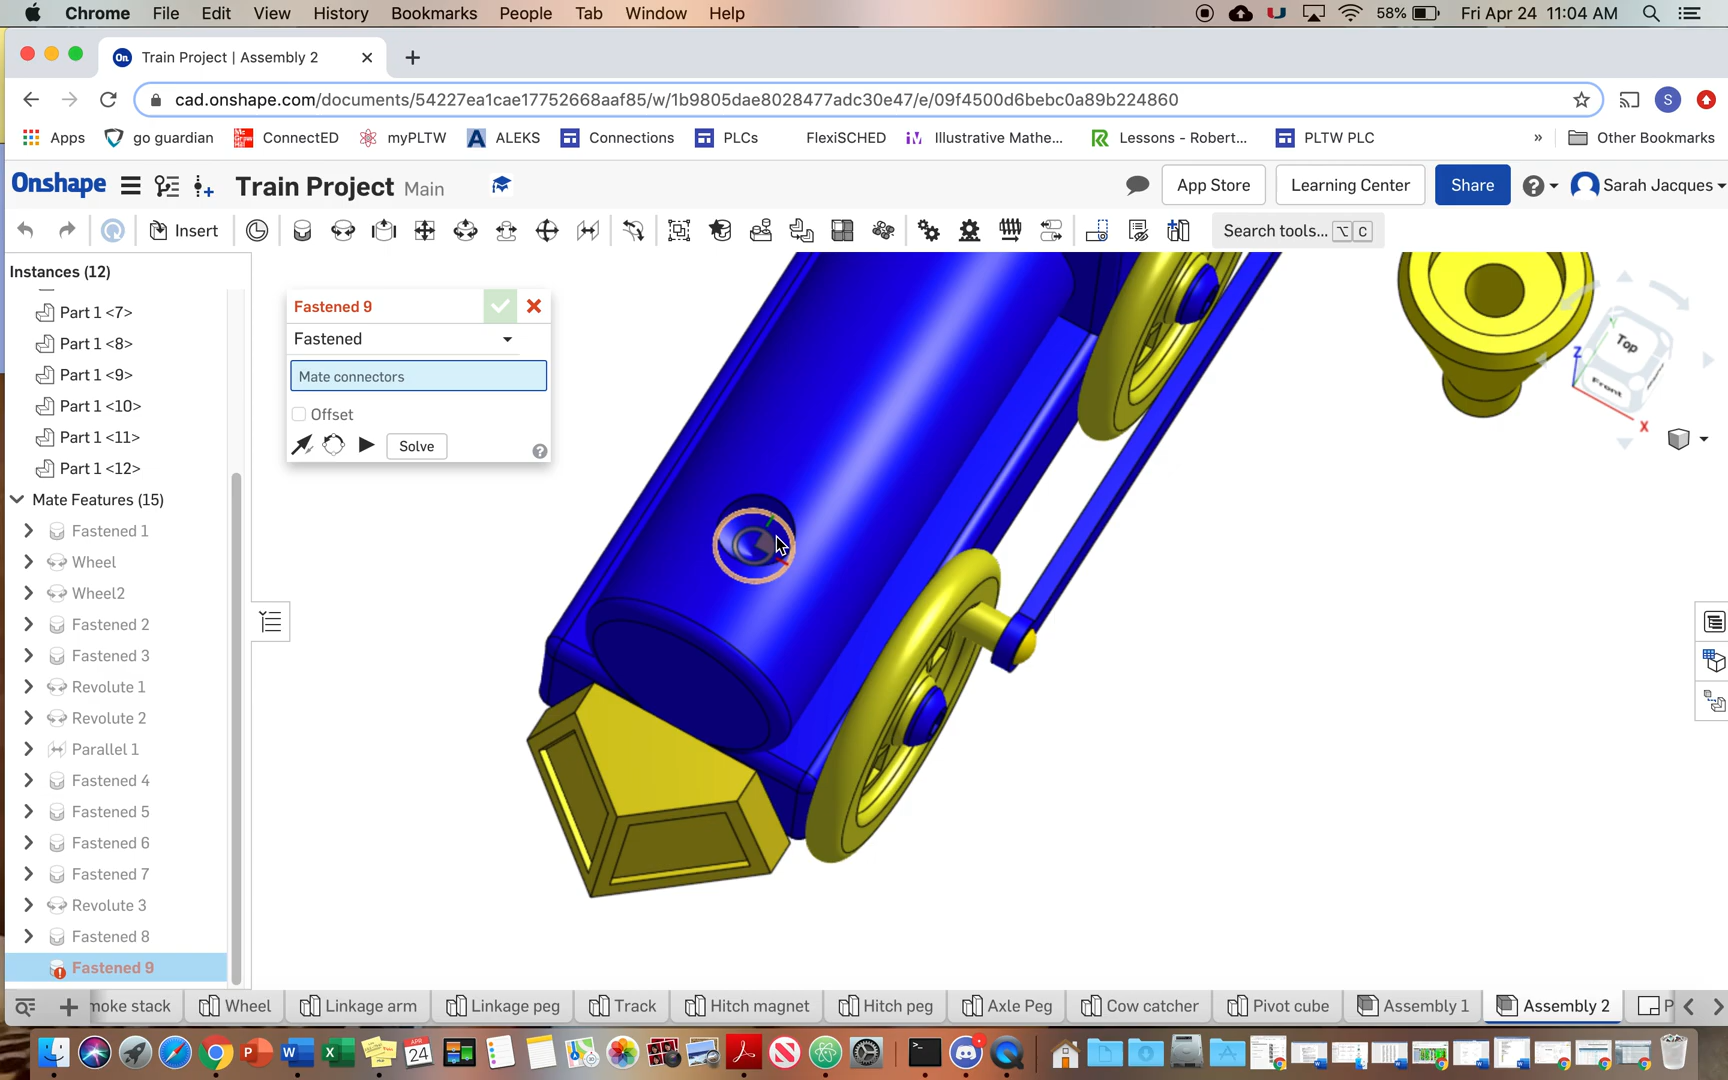 Chrome File Edit View History Bookmarks People Tab Window Help 58% Fri Apr 24 11:04 AM
On Train Project | Assembly 2
cad.onshape.com/documents/54227ea1cae17752668aaf85/w/1b9805dae8028477adc30e47/e/09f4500d6bebc0a89b224860 S
Apps go guardian ConnectED myPLTW ALEKS Connections PLCs FlexiSCHED Illustrative Mathe... Lessons - Robert... PLTW PLC » Other Bookmarks
Onshape Train Project Main App Store Learning Center Share Sarah Jacques
Insert Search tools... ⌥ C
Instances (12)
Part 1 <7>
Part 1 <8>
Part 1 <9>
Part 1 <10>
Part 1 <11>
Part 1 <12>
Mate Features (15)
Fastened 1
Wheel
Wheel2
Fastened 2
Fastened 3
Revolute 1
Revolute 2
Parallel 1
Fastened 4
Fastened 5
Fastened 6
Fastened 7
Revolute 3
Fastened 8
Fastened 9
Fastened 9
Fastened
Mate connectors
Offset
Solve
Top
Front
Z
X
moke stack Wheel Linkage arm Linkage peg Track Hitch magnet Hitch peg Axle Peg Cow catcher Pivot cube Assembly 1 Assembly 2 P
APR
24